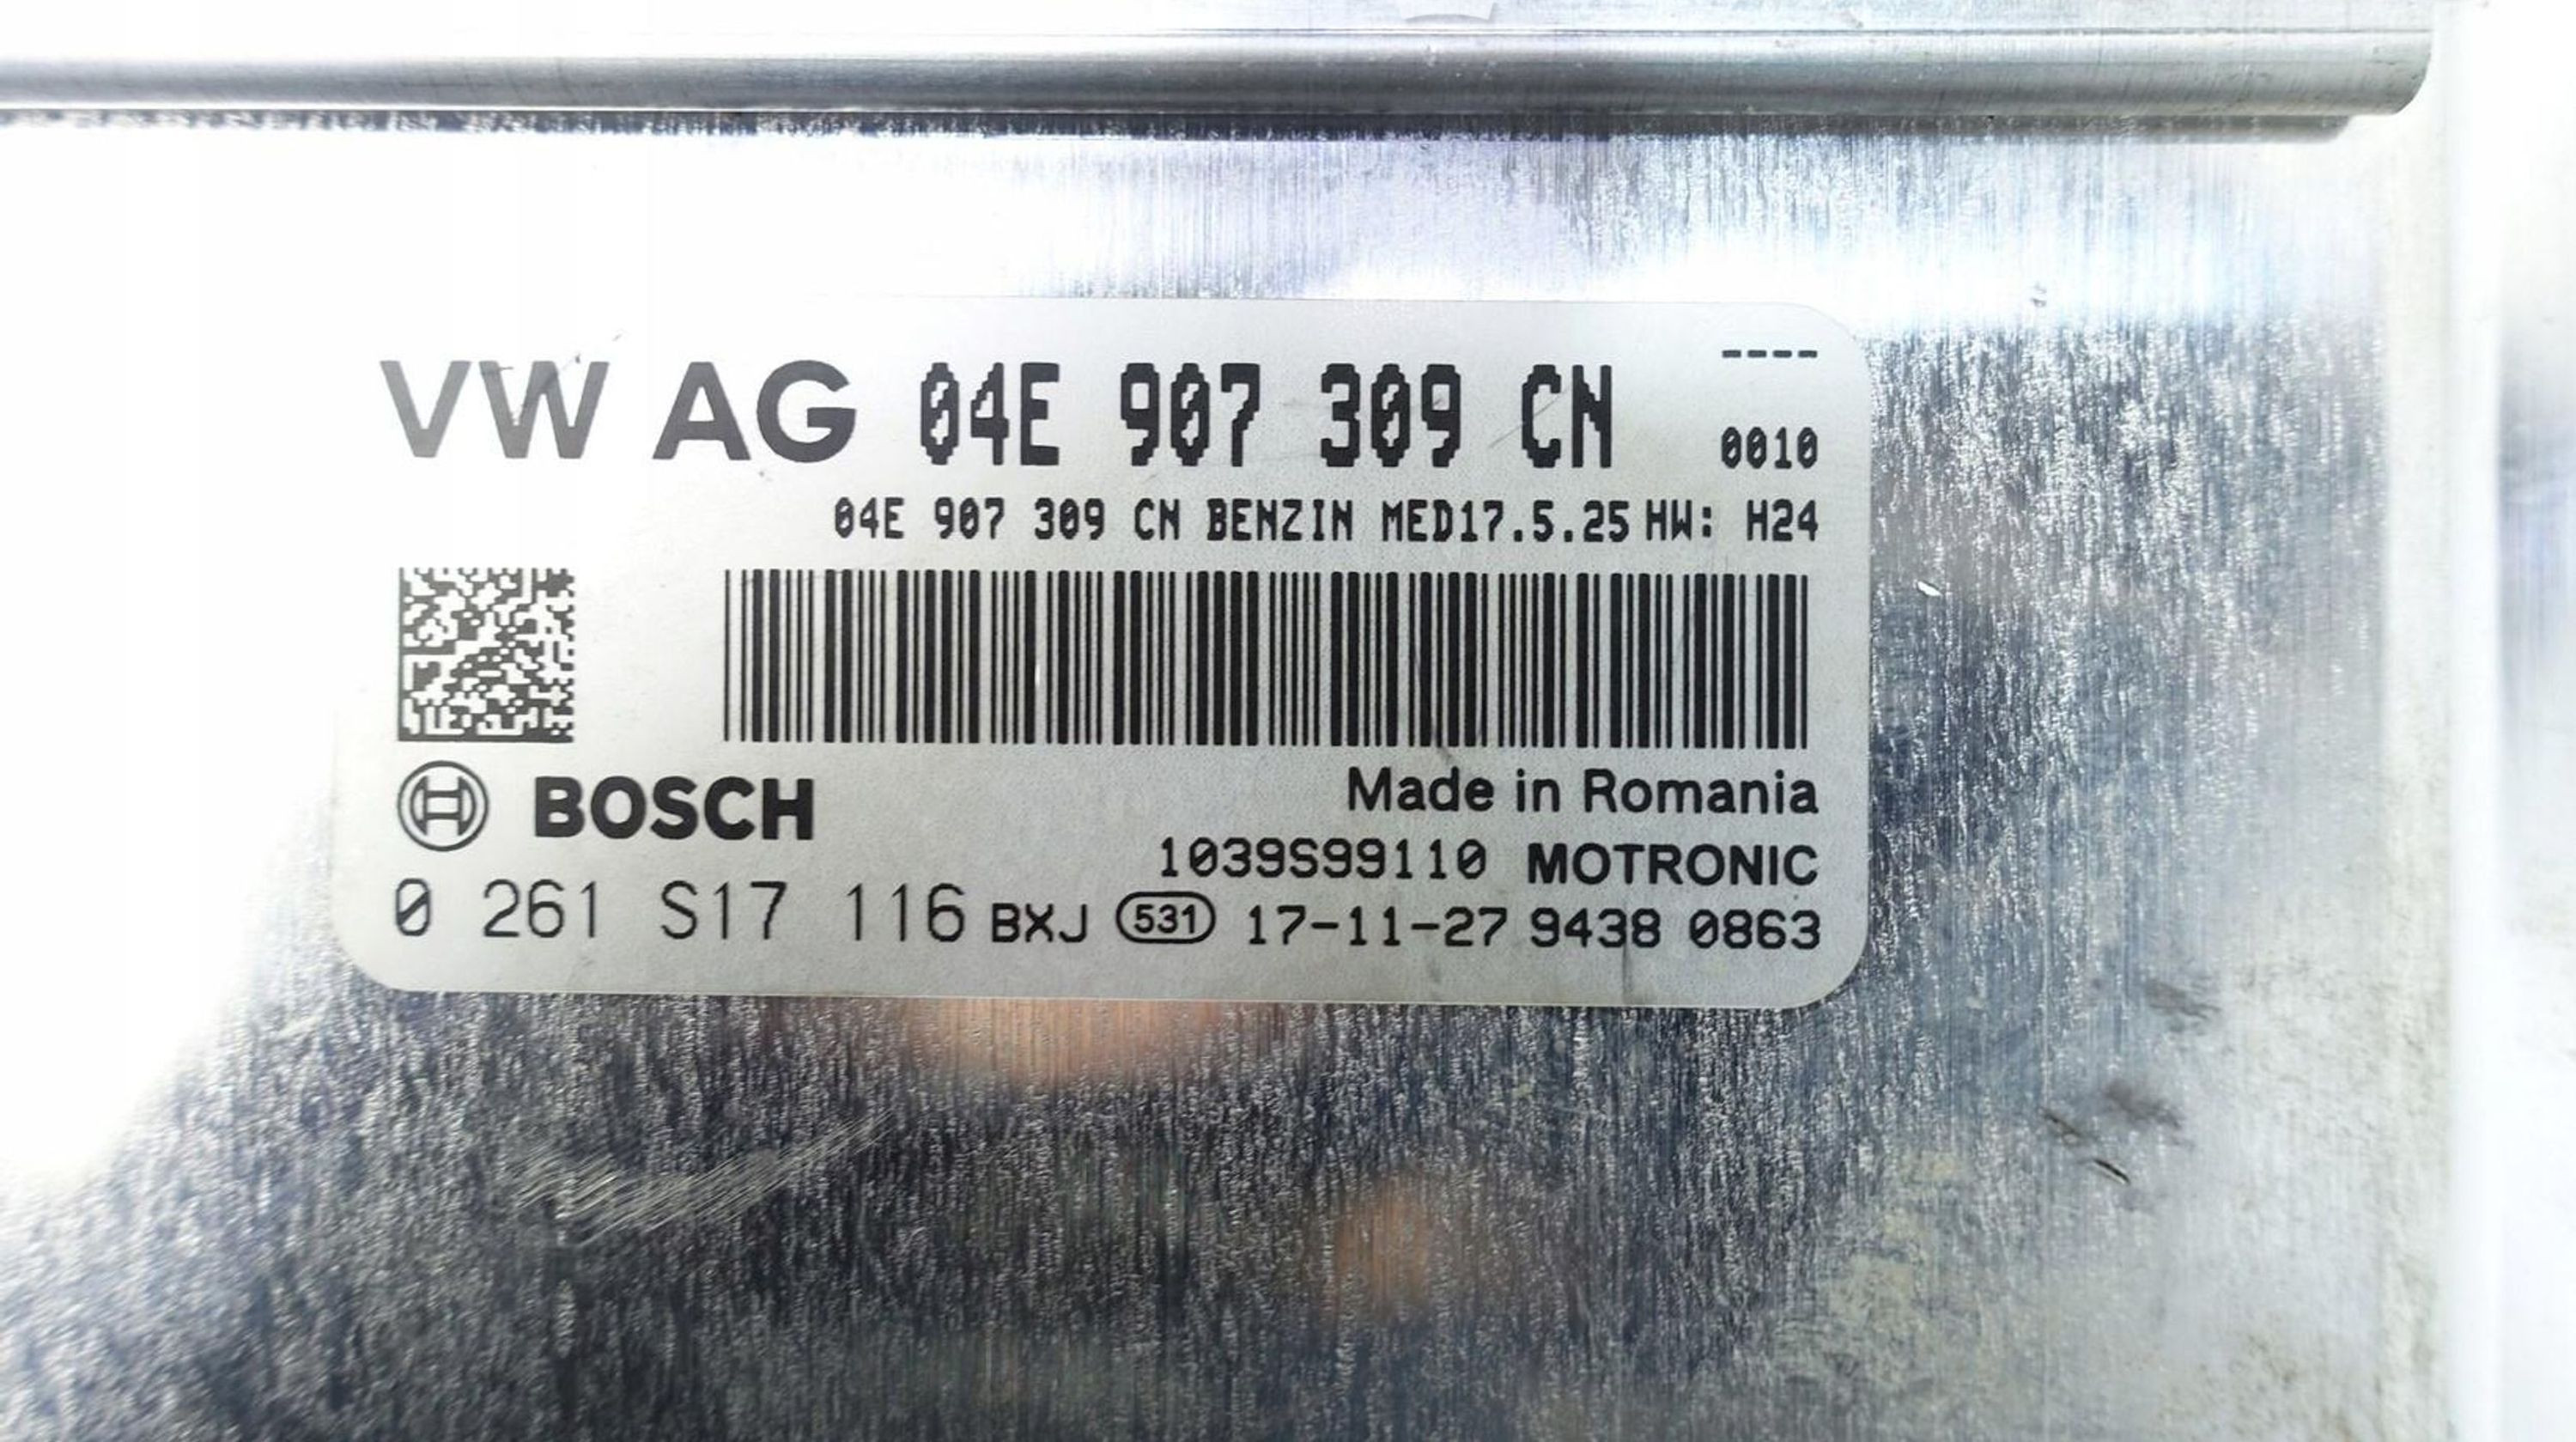 VW AG 04E 907 309 CN ----
0010
04E 907 309 CN BENZIN MED17.5.25 HW: H24
BOSCH
Made in Romania
1039S99110 MOTRONIC
0 261 S17 116 BXJ 531 17-11-27 9438 0863